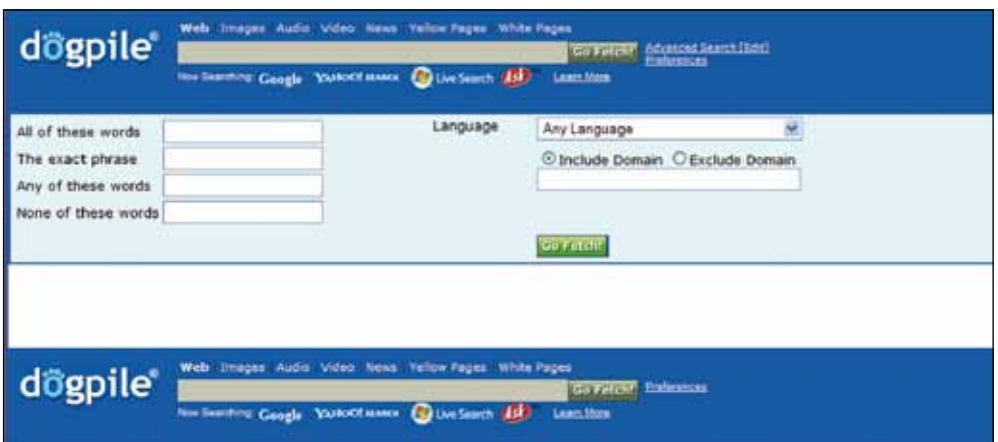 dogpile®
Web Images Audio Video News Yellow Pages White Pages
Go Fetch! Advanced Search [Edit]
Preferences
Now Searching: Google YAHOO! SEARCH Live Search Ask™ Learn More
All of these words Language Any Language
The exact phrase Include Domain Exclude Domain
Any of these words
None of these words
Go Fetch!
dogpile®
Web Images Audio Video News Yellow Pages White Pages
Go Fetch! Preferences
Now Searching: Google YAHOO! SEARCH Live Search Ask™ Learn More